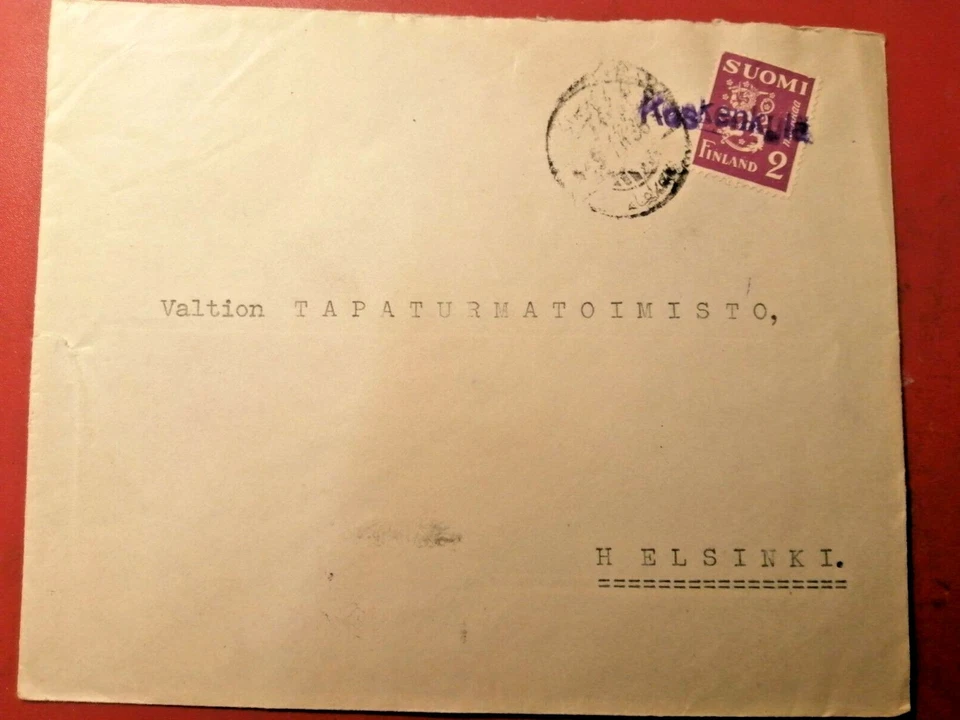 SUOMI
Koskenkylä
FINLAND 2
Valtion TAPATURMATOIMISTO,
HELSINKI.